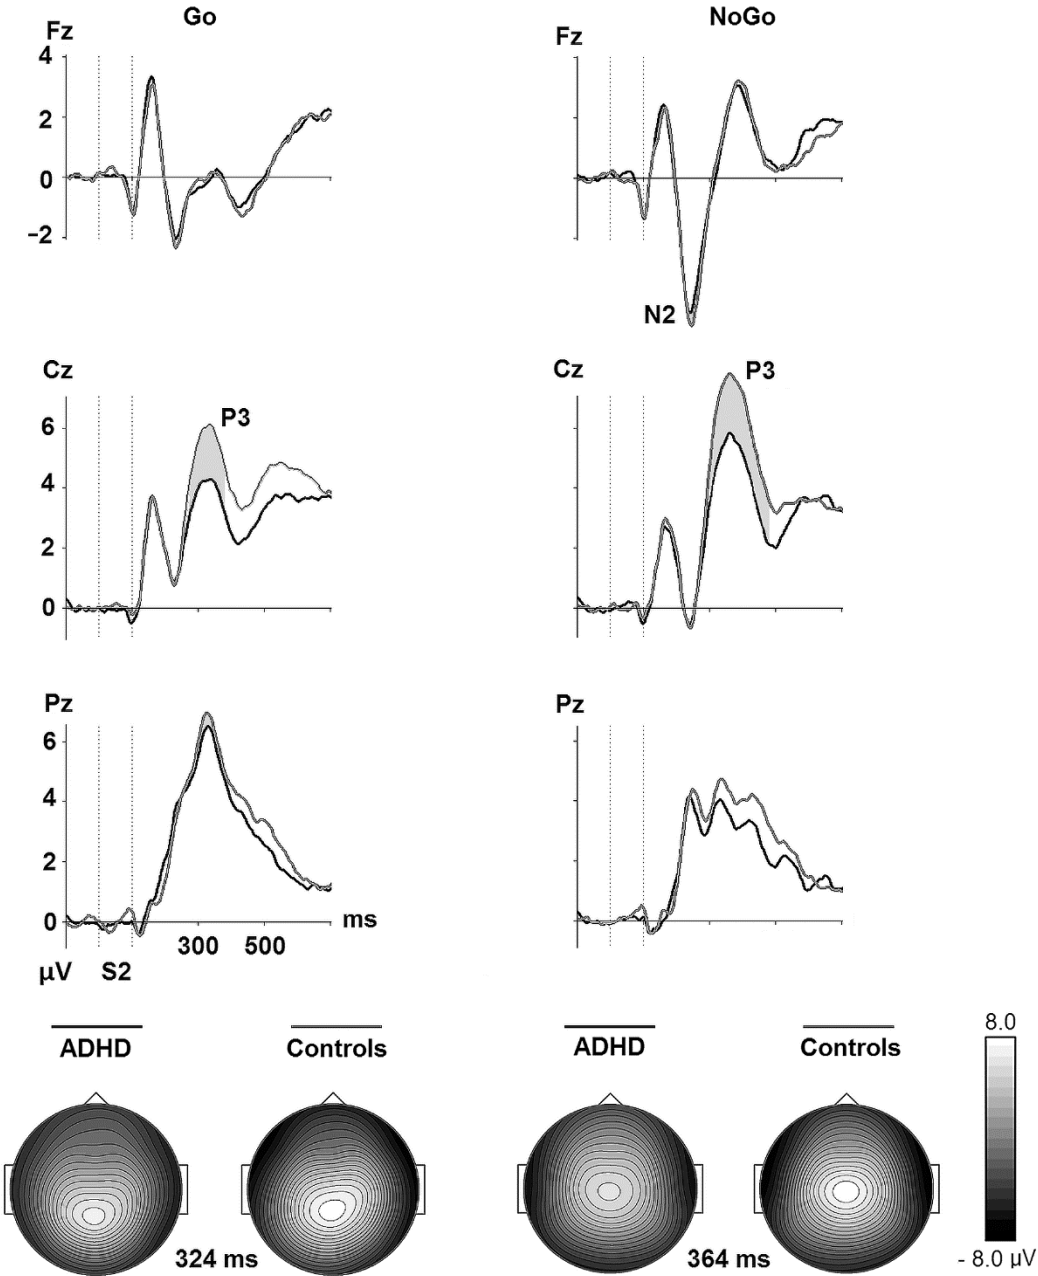 Go
NoGo
Fz
Fz
4
2
0
−2
N2
Cz
Cz
P3
P3
6
4
2
0
Pz
Pz
6
4
2
0
ms
300 500
µV S2
ADHD
Controls
ADHD
Controls
8.0
324 ms
364 ms
- 8.0 µV